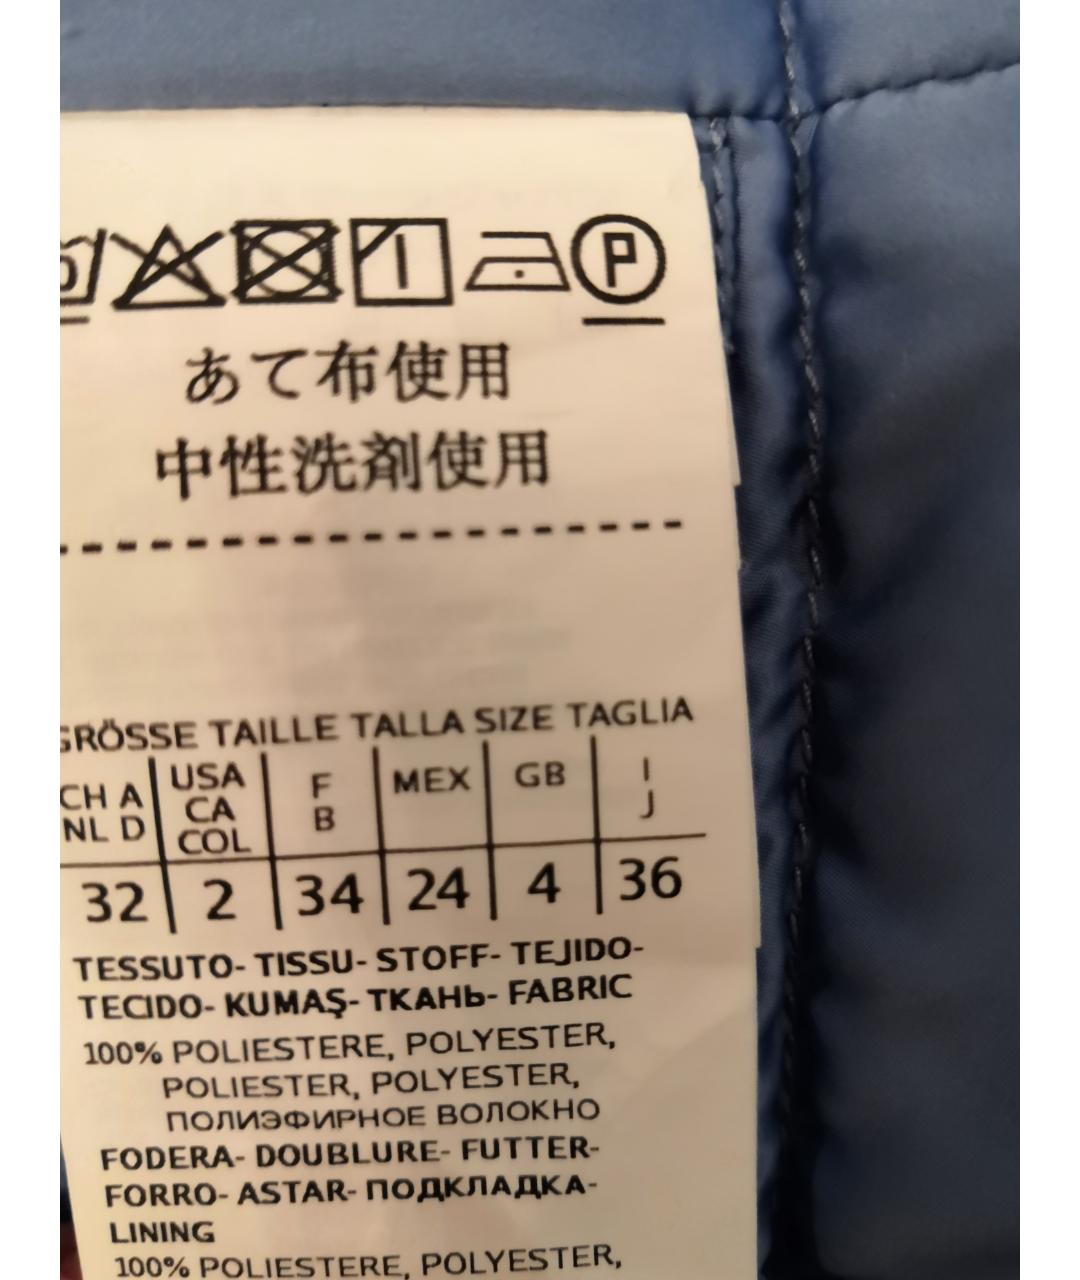 P
あて布使用
中性洗剤使用
GRÖSSE TAILLE TALLA SIZE TAGLIA
CH A NL D | USA CA COL | F B | MEX | GB | I J
32 | 2 | 34 | 24 | 4 | 36
TESSUTO- TISSU- STOFF- TEJIDO-
TECIDO- KUMAŞ- ТКАНЬ- FABRIC
100% POLIESTERE, POLYESTER,
POLIESTER, POLYESTER,
ПОЛИЭФИРНОЕ ВОЛОКНО
FODERA- DOUBLURE- FUTTER-
FORRO- ASTAR- ПОДКЛАДКА-
LINING
100% POLIESTERE, POLYESTER,